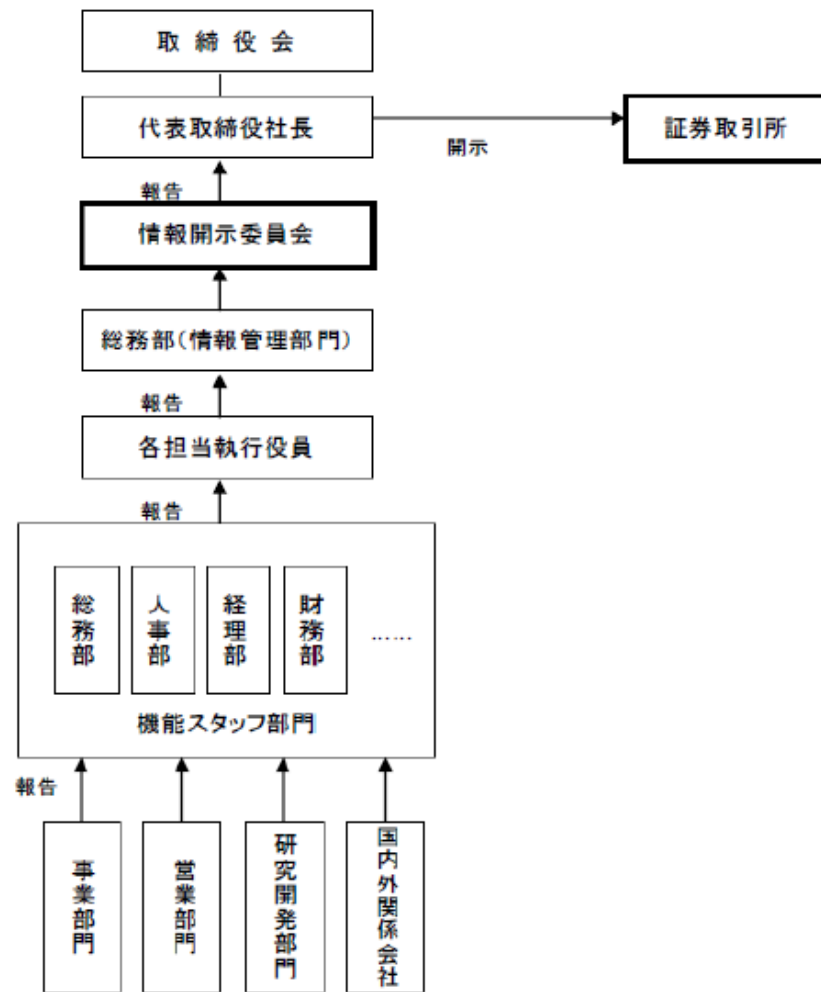 取締役会
代表取締役社長
証券取引所
開示
報告
情報開示委員会
総務部(情報管理部門)
報告
各担当執行役員
報告
総務部
人事部
経理部
財務部
……
機能スタッフ部門
報告
事業部門
営業部門
研究開発部門
国内外関係会社